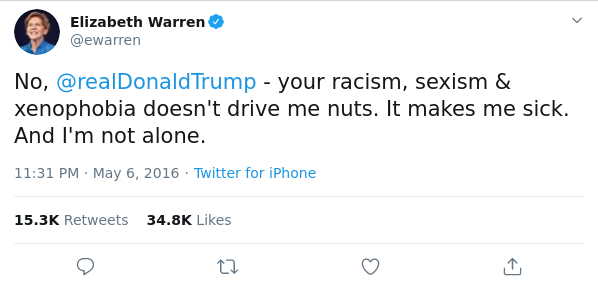 Elizabeth Warren
@ewarren
No, @realDonaldTrump - your racism, sexism &
xenophobia doesn't drive me nuts. It makes me sick.
And I'm not alone.
11:31 PM · May 6, 2016 · Twitter for iPhone
15.3K Retweets 34.8K Likes